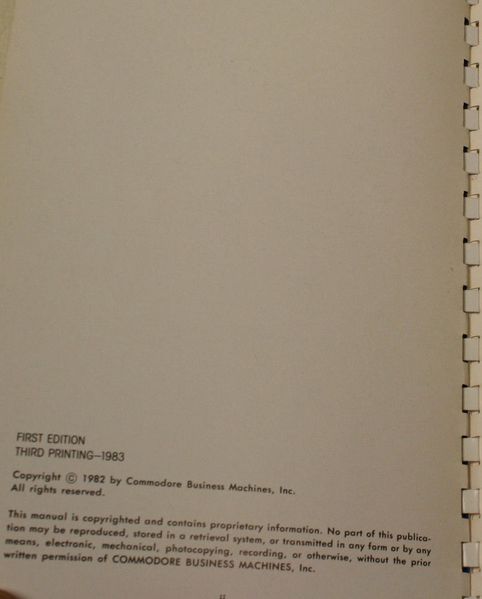 FIRST EDITION
THIRD PRINTING—1983
Copyright © 1982 by Commodore Business Machines, Inc.
All rights reserved.
This manual is copyrighted and contains proprietary information. No part of this publica-
tion may be reproduced, stored in a retrieval system, or transmitted in any form or by any
means, electronic, mechanical, photocopying, recording, or otherwise, without the prior
written permission of COMMODORE BUSINESS MACHINES, Inc.